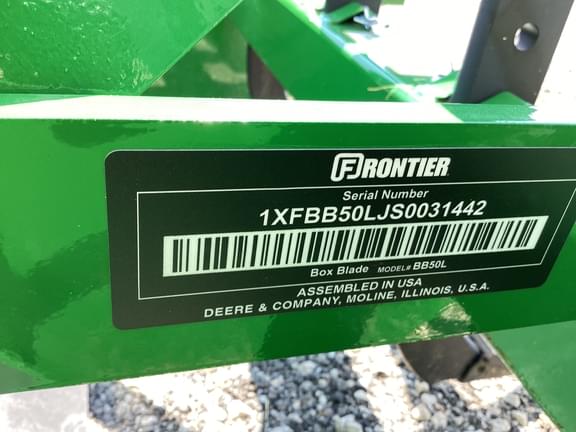 FRONTIER
Serial Number
1XFBB50LJS0031442
Box Blade MODEL# BB50L
ASSEMBLED IN USA
DEERE & COMPANY, MOLINE, ILLINOIS, U.S.A.